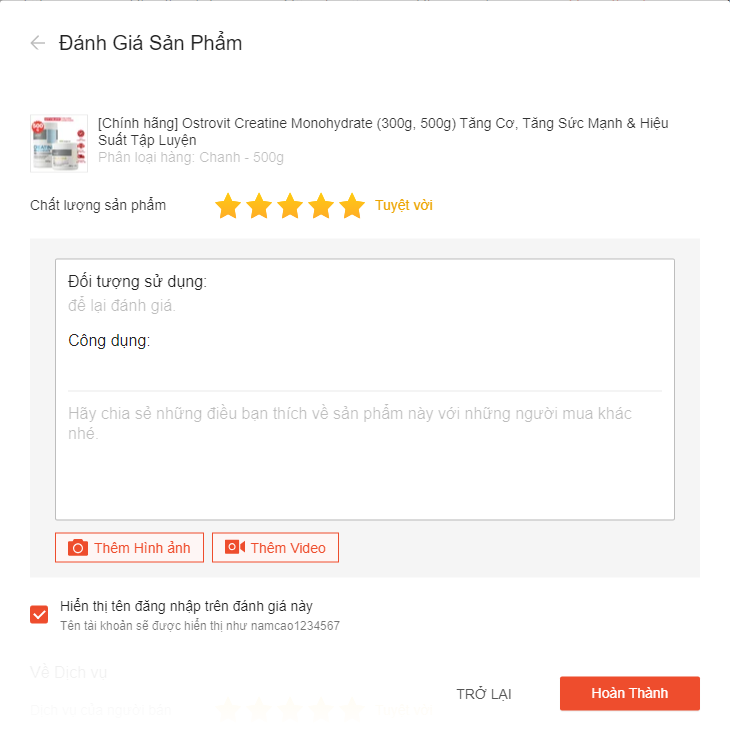 Đánh Giá Sản Phẩm
[Chính hãng] Ostrovit Creatine Monohydrate (300g, 500g) Tăng Cơ, Tăng Sức Mạnh & Hiệu
Suất Tập Luyện
Phân loại hàng: Chanh - 500g
Chất lượng sản phẩm
Tuyệt vời
Đối tượng sử dụng:
để lại đánh giá.
Công dụng:
Hãy chia sẻ những điều bạn thích về sản phẩm này với những người mua khác
nhé.
Thêm Hình ảnh
Thêm Video
Hiển thị tên đăng nhập trên đánh giá này
Tên tài khoản sẽ được hiển thị như namcao1234567
Về Dịch vụ
TRỞ LẠI
Hoàn Thành